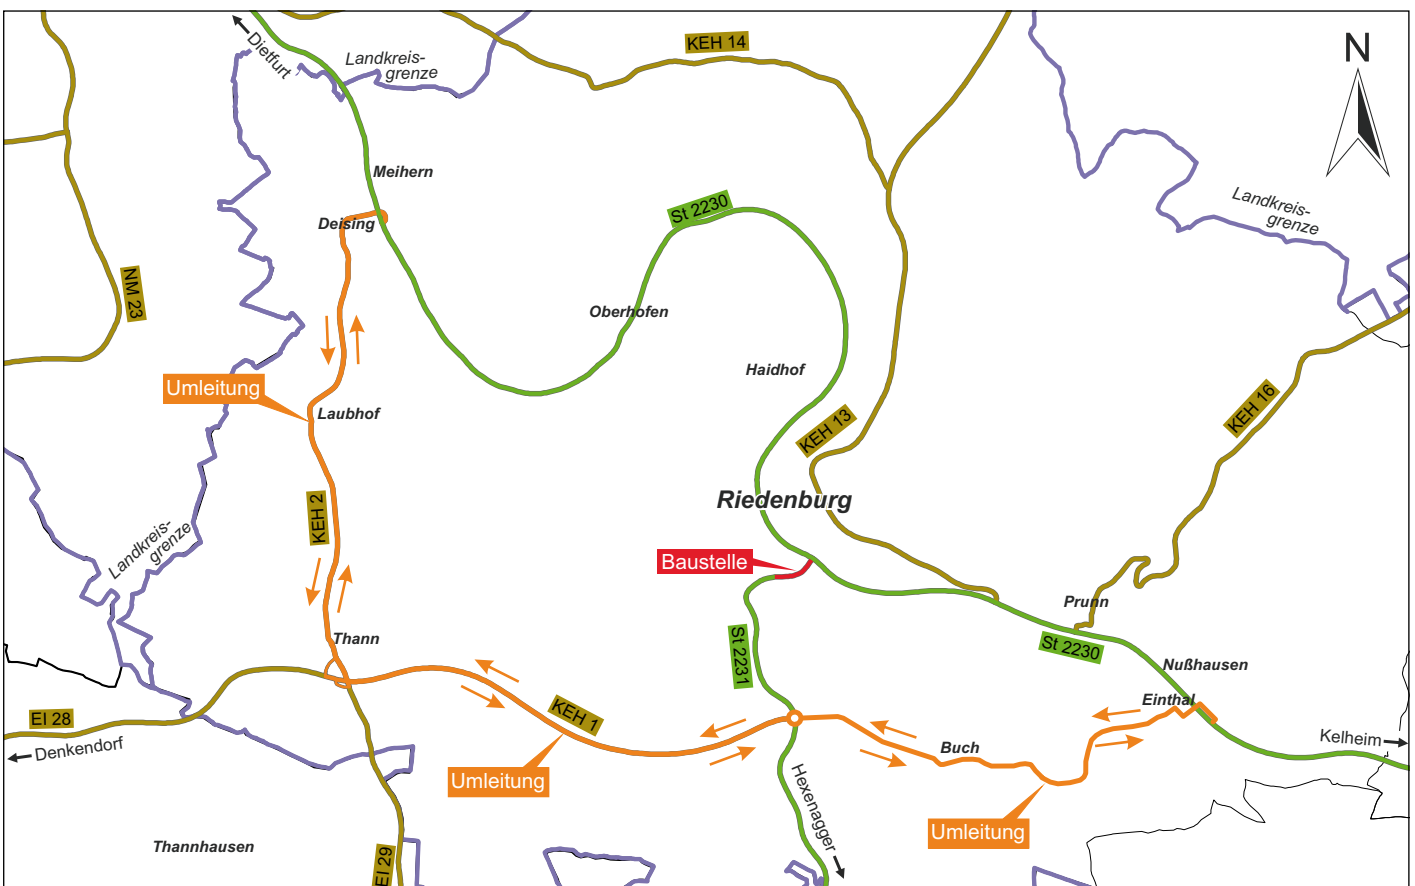 Dietfurt
Landkreis-
grenze
KEH 14
N
Meihern
Deising
St 2230
Landkreis-
grenze
NM 23
Oberhofen
Haidhof
Umleitung
Laubhof
KEH 13
KEH 16
KEH 2
Riedenburg
Landkreis-
grenze
Baustelle
Prunn
Thann
St 2231
St 2230
Nußhausen
Einthal
EI 28
KEH 1
Denkendorf
Buch
Kelheim
Umleitung
Hexenagger
Umleitung
Thannhausen
EI 29